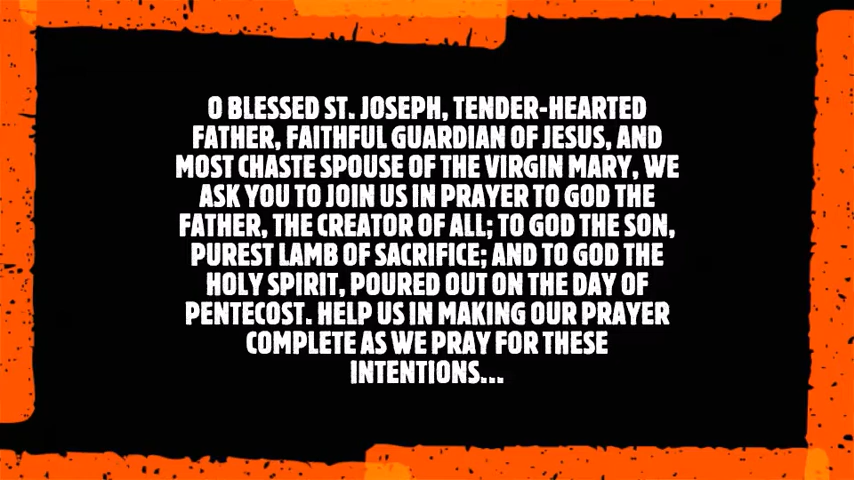 O BLESSED ST. JOSEPH, TENDER-HEARTED
FATHER, FAITHFUL GUARDIAN OF JESUS, AND
MOST CHASTE SPOUSE OF THE VIRGIN MARY, WE
ASK YOU TO JOIN US IN PRAYER TO GOD THE
FATHER, THE CREATOR OF ALL; TO GOD THE SON,
PUREST LAMB OF SACRIFICE; AND TO GOD THE
HOLY SPIRIT, POURED OUT ON THE DAY OF
PENTECOST. HELP US IN MAKING OUR PRAYER
COMPLETE AS WE PRAY FOR THESE
INTENTIONS...